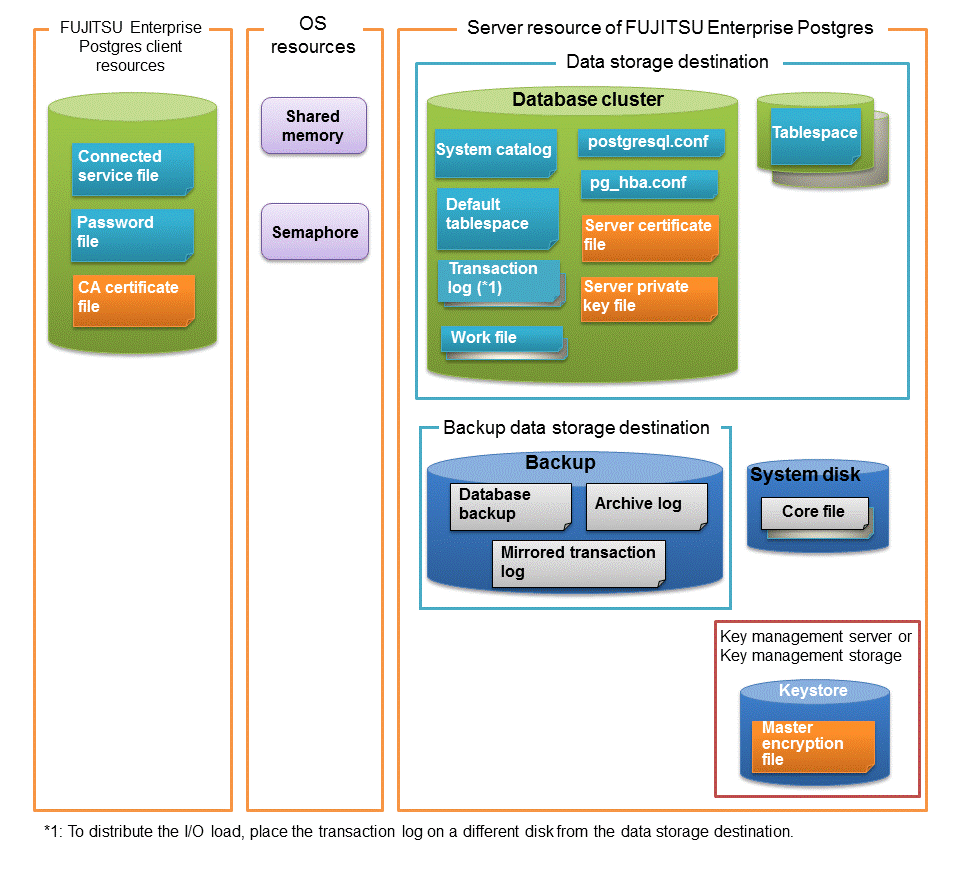 FUJITSU Enterprise
Postgres client
resources
Connected
service file
Password
file
CA certificate
file
OS
resources
Shared
memory
Semaphore
Server resource of FUJITSU Enterprise Postgres
Data storage destination
Database cluster
System catalog
postgresql.conf
Default
tablespace
pg_hba.conf
Server certificate
file
Transaction
log (*1)
Server private
key file
Work file
Tablespace
Backup data storage destination
Backup
Database
backup
Archive log
Mirrored transaction
log
System disk
Core file
Key management server or
Key management storage
Keystore
Master
encryption
file
*1: To distribute the I/O load, place the transaction log on a different disk from the data storage destination.